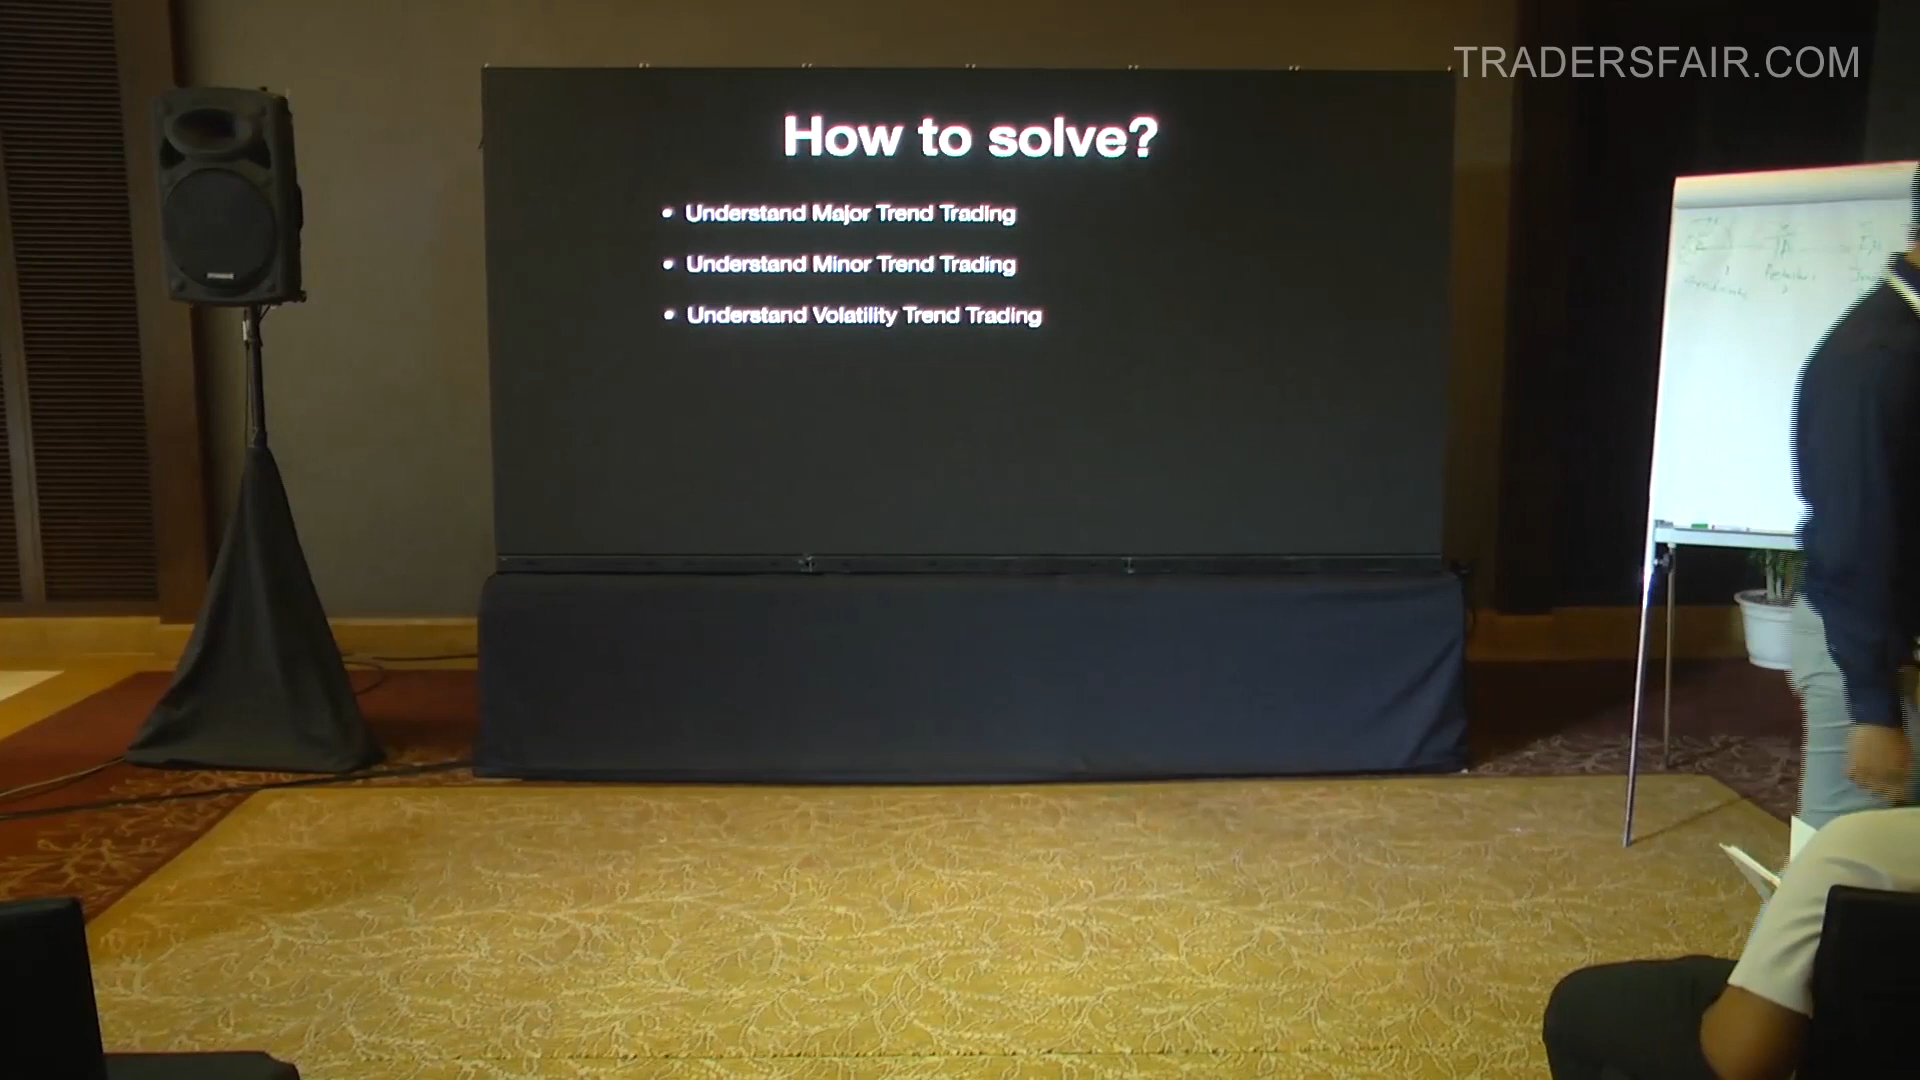 TRADERSFAIR.COM
How to solve?
• Understand Major Trend Trading
• Understand Minor Trend Trading
• Understand Volatility Trend Trading